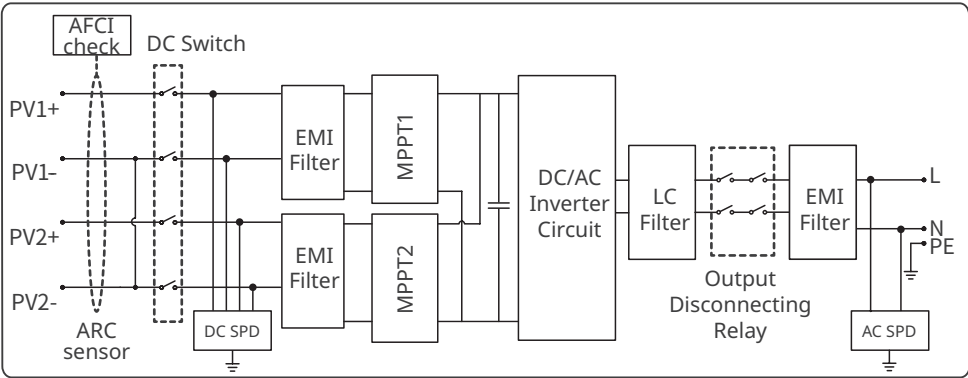 AFCI
check
DC Switch
PV1+
PV1-
PV2+
PV2-
ARC
sensor
DC SPD
EMI
Filter
EMI
Filter
MPPT1
MPPT2
DC/AC
Inverter
Circuit
LC
Filter
Output
Disconnecting
Relay
EMI
Filter
L
N
PE
AC SPD